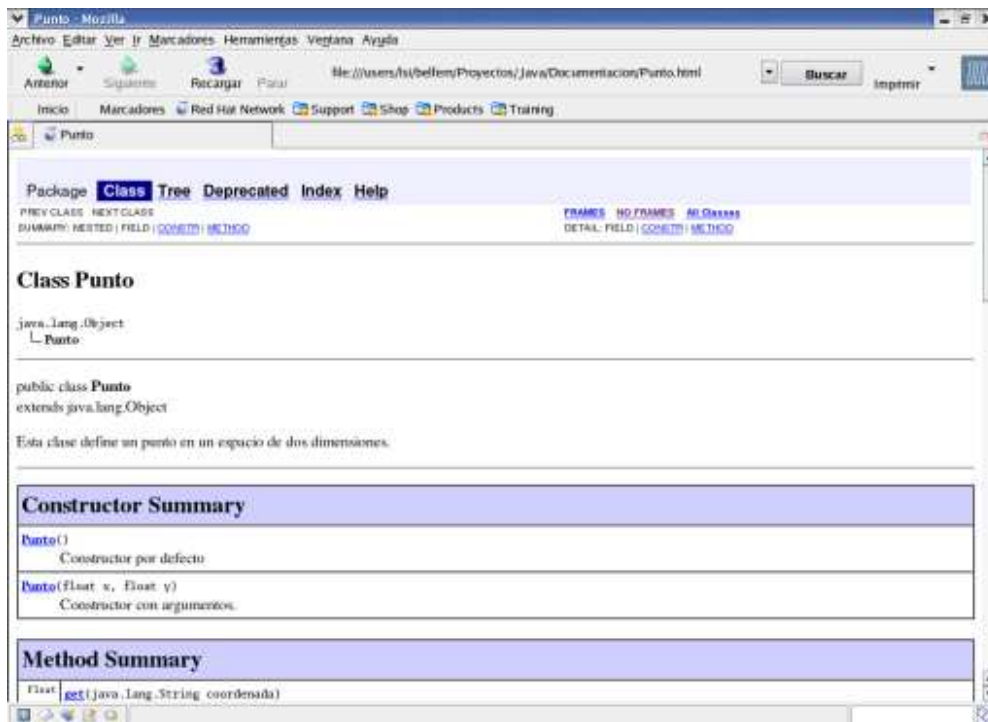 Punto - Mozilla
Archivo Editar Ver Ir Marcadores Herramientas Ventana Ayuda
Anterior Siguiente Recargar Parar file:///users/lsi/belfem/Proyectos/Java/Documentacion/Punto.html Buscar Imprimir
Inicio Marcadores Red Hat Network Support Shop Products Training
Punto
Package Class Tree Deprecated Index Help
PREV CLASS NEXT CLASS FRAMES NO FRAMES All Classes
SUMMARY: NESTED | FIELD | CONSTR | METHOD DETAIL: FIELD | CONSTR | METHOD
Class Punto
java.lang.Object
Punto
public class Punto
extends java.lang.Object
Esta clase define un punto en un espacio de dos dimensiones.
Constructor Summary
Punto()
Constructor por defecto
Punto(float x, float y)
Constructor con argumentos.
Method Summary
float get(java.lang.String coordenada)